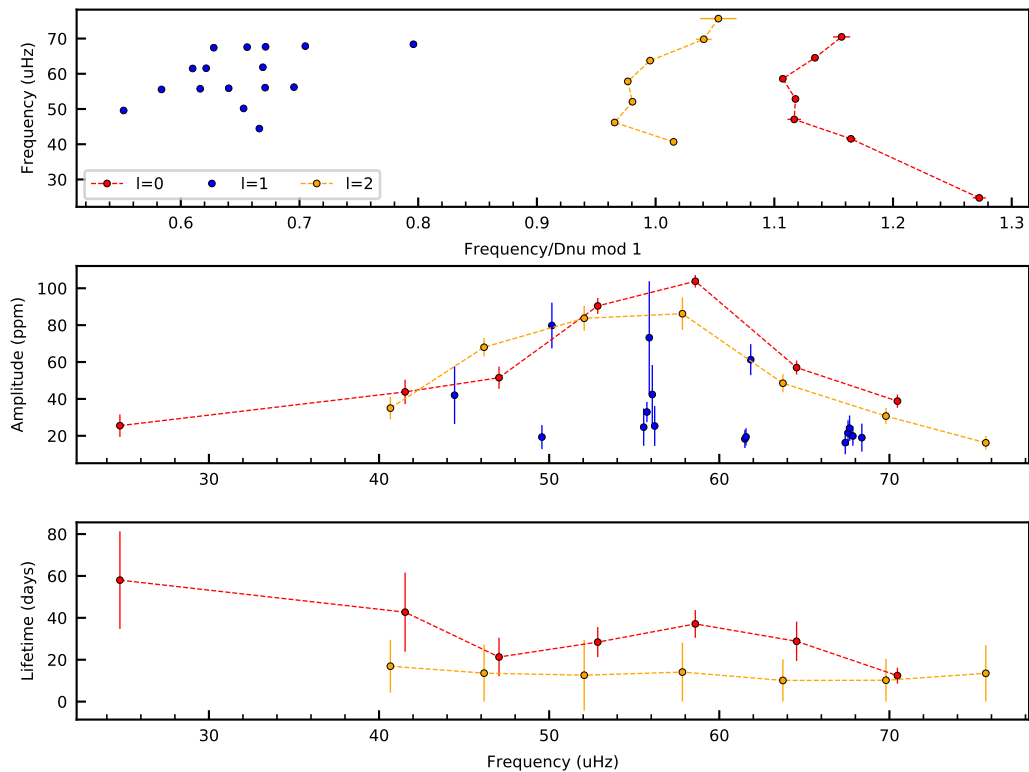 Frequency (uHz)
70
60
50
40
30
l=0 l=1 l=2
0.6 0.7 0.8 0.9 1.0 1.1 1.2 1.3
Frequency/Dnu mod 1
Amplitude (ppm)
100
80
60
40
20
30 40 50 60 70
Lifetime (days)
80
60
40
20
0
30 40 50 60 70
Frequency (uHz)